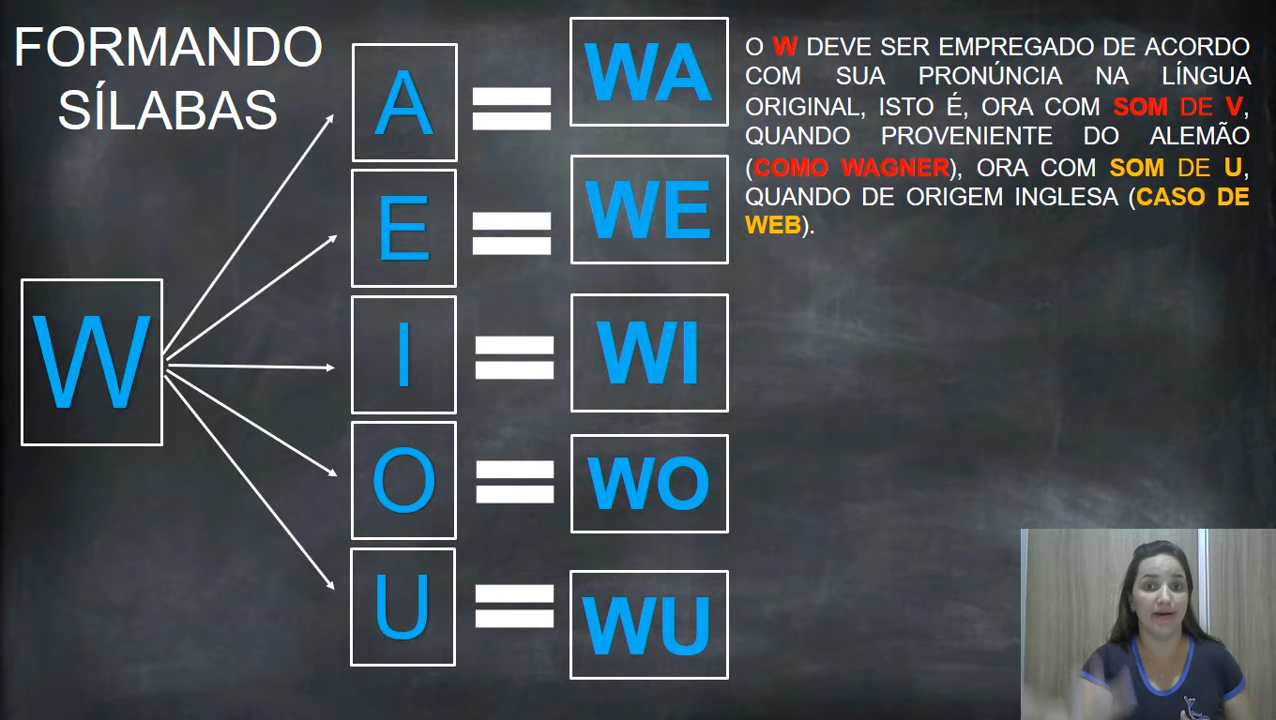 FORMANDO
SÍLABAS
W
A
WA
E
WE
I
WI
O
WO
U
WU
O W DEVE SER EMPREGADO DE ACORDO
COM SUA PRONÚNCIA NA LÍNGUA
ORIGINAL, ISTO É, ORA COM SOM DE V,
QUANDO PROVENIENTE DO ALEMÃO
(COMO WAGNER), ORA COM SOM DE U,
QUANDO DE ORIGEM INGLESA (CASO DE
WEB).